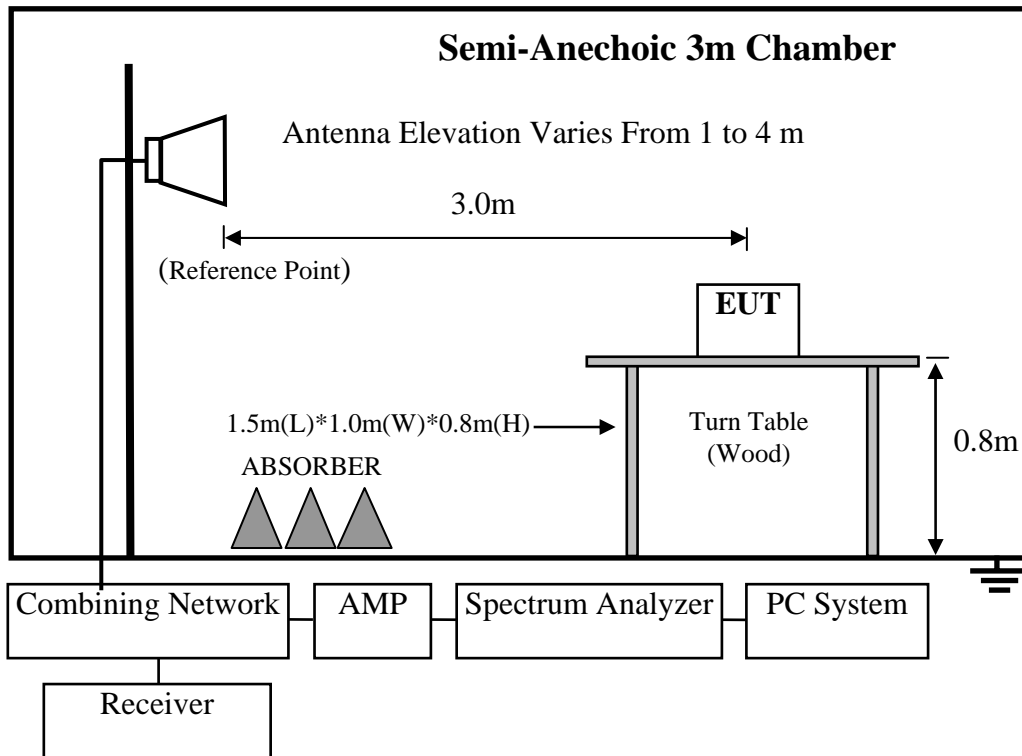 Semi-Anechoic 3m Chamber
Antenna Elevation Varies From 1 to 4 m
3.0m
(Reference Point)
EUT
1.5m(L)*1.0m(W)*0.8m(H)
Turn Table
(Wood)
0.8m
ABSORBER
Combining Network
AMP
Spectrum Analyzer
PC System
Receiver